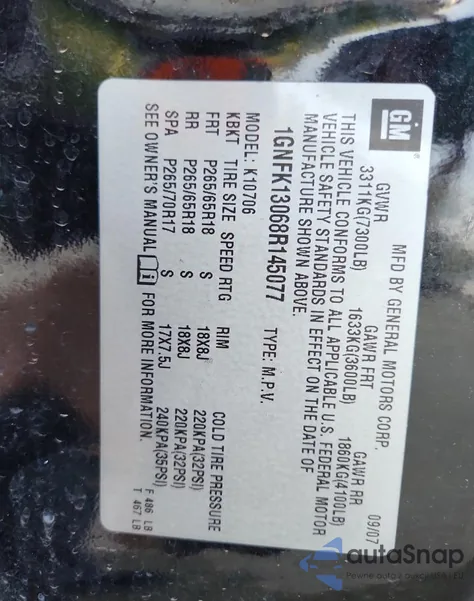 GM
MFD BY GENERAL MOTORS CORP. 09/07
GVWR GAWR FRT GAWR RR
3311KG(7300LB) 1633KG(3600LB) 1860KG(4100LB)
THIS VEHICLE CONFORMS TO ALL APPLICABLE U.S. FEDERAL MOTOR
VEHICLE SAFETY STANDARDS IN EFFECT ON THE DATE OF
MANUFACTURE SHOWN ABOVE.
1GNFK13068R145077 TYPE: M.P.V.
MODEL: K10706
KBKT TIRE SIZE SPEED RTG RIM COLD TIRE PRESSURE
FRT P265/65R18 S 18X8J 220KPA(32PSI)
RR P265/65R18 S 18X8J 220KPA(32PSI)
SPA P265/70R17 S 17X7.5J 240KPA(35PSI)
SEE OWNER'S MANUAL i FOR MORE INFORMATION.
F 486 LB
T 467 LB
autoSnap